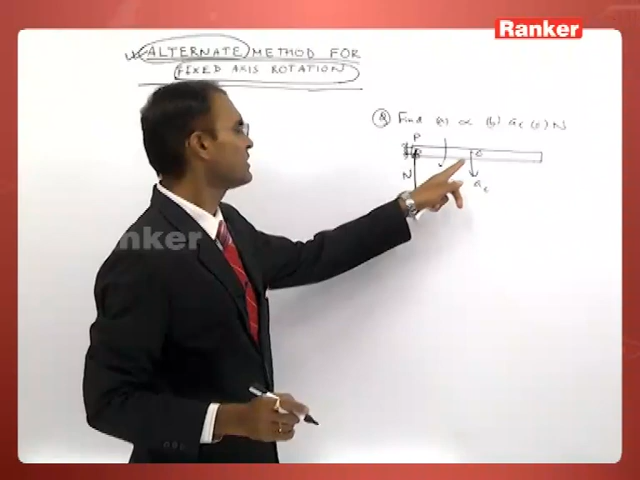 Ranker
ALTERNATE METHOD FOR
FIXED AXIS ROTATION
Q Find (a) α (b) ac (c) N
P
C
N
ac
Ranker